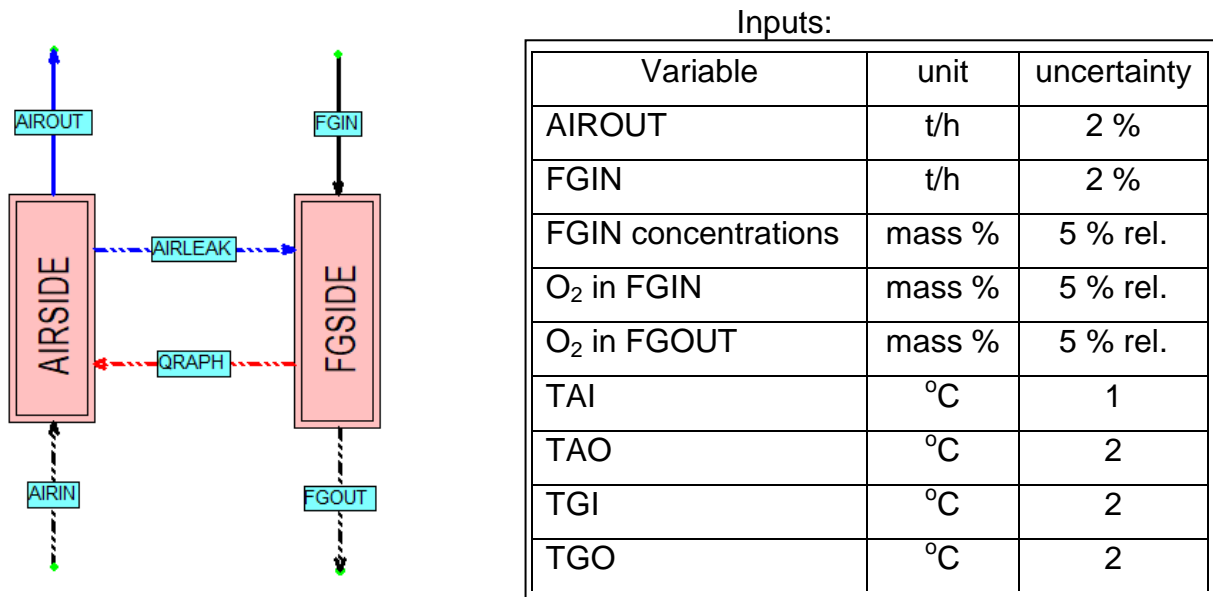 Inputs:
Variable unit uncertainty
AIROUT t/h 2 %
FGIN t/h 2 %
FGIN concentrations mass % 5 % rel.
O₂ in FGIN mass % 5 % rel.
O₂ in FGOUT mass % 5 % rel.
TAI °C 1
TAO °C 2
TGI °C 2
TGO °C 2
AIROUT
FGIN
AIRSIDE
AIRLEAK
QRAPH
FGSIDE
AIRIN
FGOUT